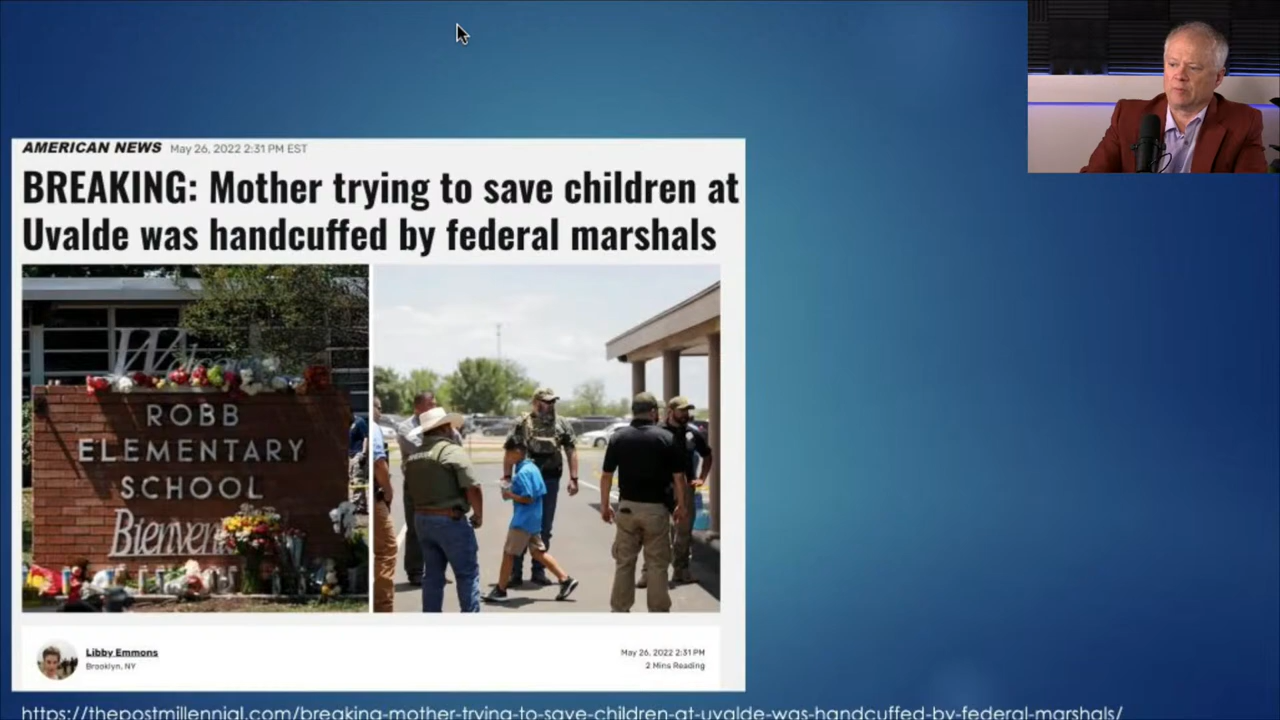 AMERICAN NEWS May 26, 2022 2:31 PM EST
BREAKING: Mother trying to save children at
Uvalde was handcuffed by federal marshals
Welcome
ROBB
ELEMENTARY
SCHOOL
Bienven
Libby Emmons
Brooklyn, NY
May 26, 2022 2:31 PM
2 Mins Reading
https://thepostmillennial.com/breaking-mother-trying-to-save-children-at-uvalde-was-handcuffed-by-federal-marshals/